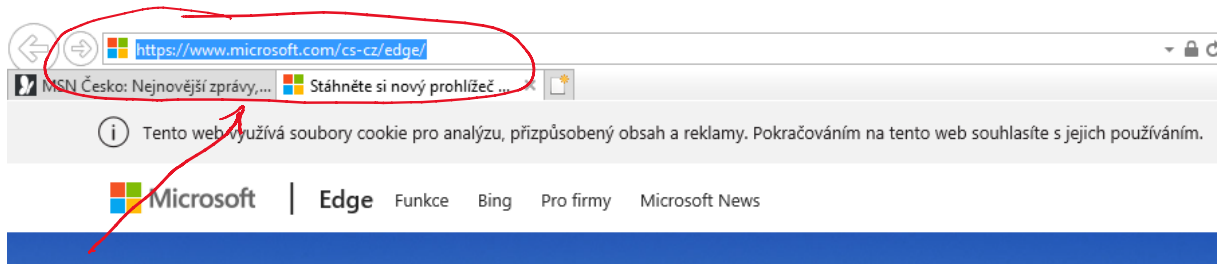 https://www.microsoft.com/cs-cz/edge/
MSN Česko: Nejnovější zprávy,... Stáhněte si nový prohlížeč ...
Tento web využívá soubory cookie pro analýzu, přizpůsobený obsah a reklamy. Pokračováním na tento web souhlasíte s jejich používáním.
Microsoft | Edge Funkce Bing Pro firmy Microsoft News